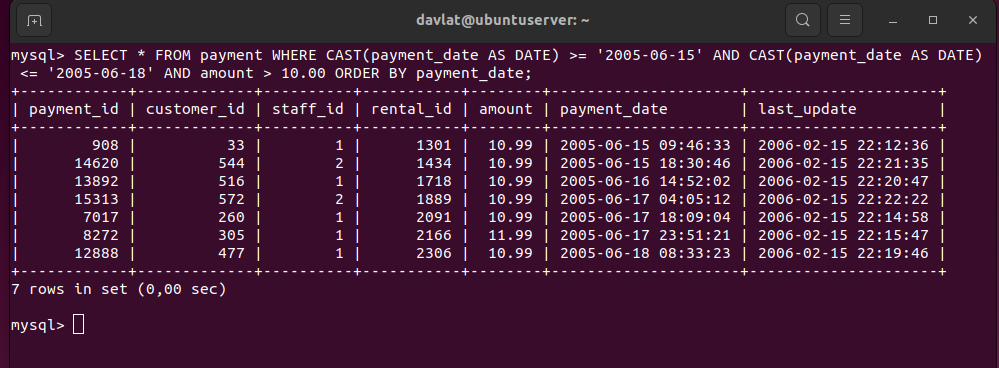 davlat@ubuntuserver: ~
mysql> SELECT * FROM payment WHERE CAST(payment_date AS DATE) >= '2005-06-15' AND CAST(payment_date AS DATE)
 <= '2005-06-18' AND amount > 10.00 ORDER BY payment_date;
+------------+-------------+----------+-----------+--------+---------------------+---------------------+
| payment_id | customer_id | staff_id | rental_id | amount | payment_date        | last_update         |
+------------+-------------+----------+-----------+--------+---------------------+---------------------+
|        908 |          33 |        1 |      1301 |  10.99 | 2005-06-15 09:46:33 | 2006-02-15 22:12:36 |
|      14620 |         544 |        2 |      1434 |  10.99 | 2005-06-15 18:30:46 | 2006-02-15 22:21:35 |
|      13892 |         516 |        1 |      1718 |  10.99 | 2005-06-16 14:52:02 | 2006-02-15 22:20:47 |
|      15313 |         572 |        2 |      1889 |  10.99 | 2005-06-17 04:05:12 | 2006-02-15 22:22:22 |
|       7017 |         260 |        1 |      2091 |  10.99 | 2005-06-17 18:09:04 | 2006-02-15 22:14:58 |
|       8272 |         305 |        1 |      2166 |  11.99 | 2005-06-17 23:51:21 | 2006-02-15 22:15:47 |
|      12888 |         477 |        1 |      2306 |  10.99 | 2005-06-18 08:33:23 | 2006-02-15 22:19:46 |
+------------+-------------+----------+-----------+--------+---------------------+---------------------+
7 rows in set (0,00 sec)
mysql>